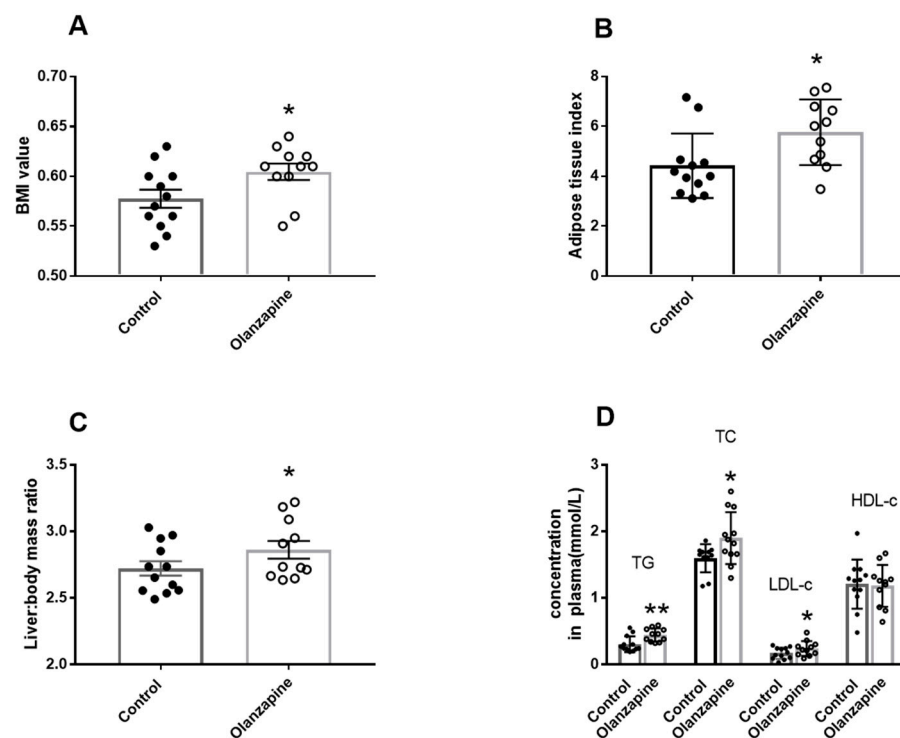 A
BMI value
0.70
0.65
0.60
0.55
0.50
*
Control
Olanzapine
B
Adipose tissue index
8
6
4
2
0
*
Control
Olanzapine
C
Liver:body mass ratio
3.5
3.0
2.5
2.0
*
Control
Olanzapine
D
concentration
in plasma(mmol/L)
3
2
1
0
TG
**
TC
*
LDL-c
*
HDL-c
Control
Olanzapine
Control
Olanzapine
Control
Olanzapine
Control
Olanzapine